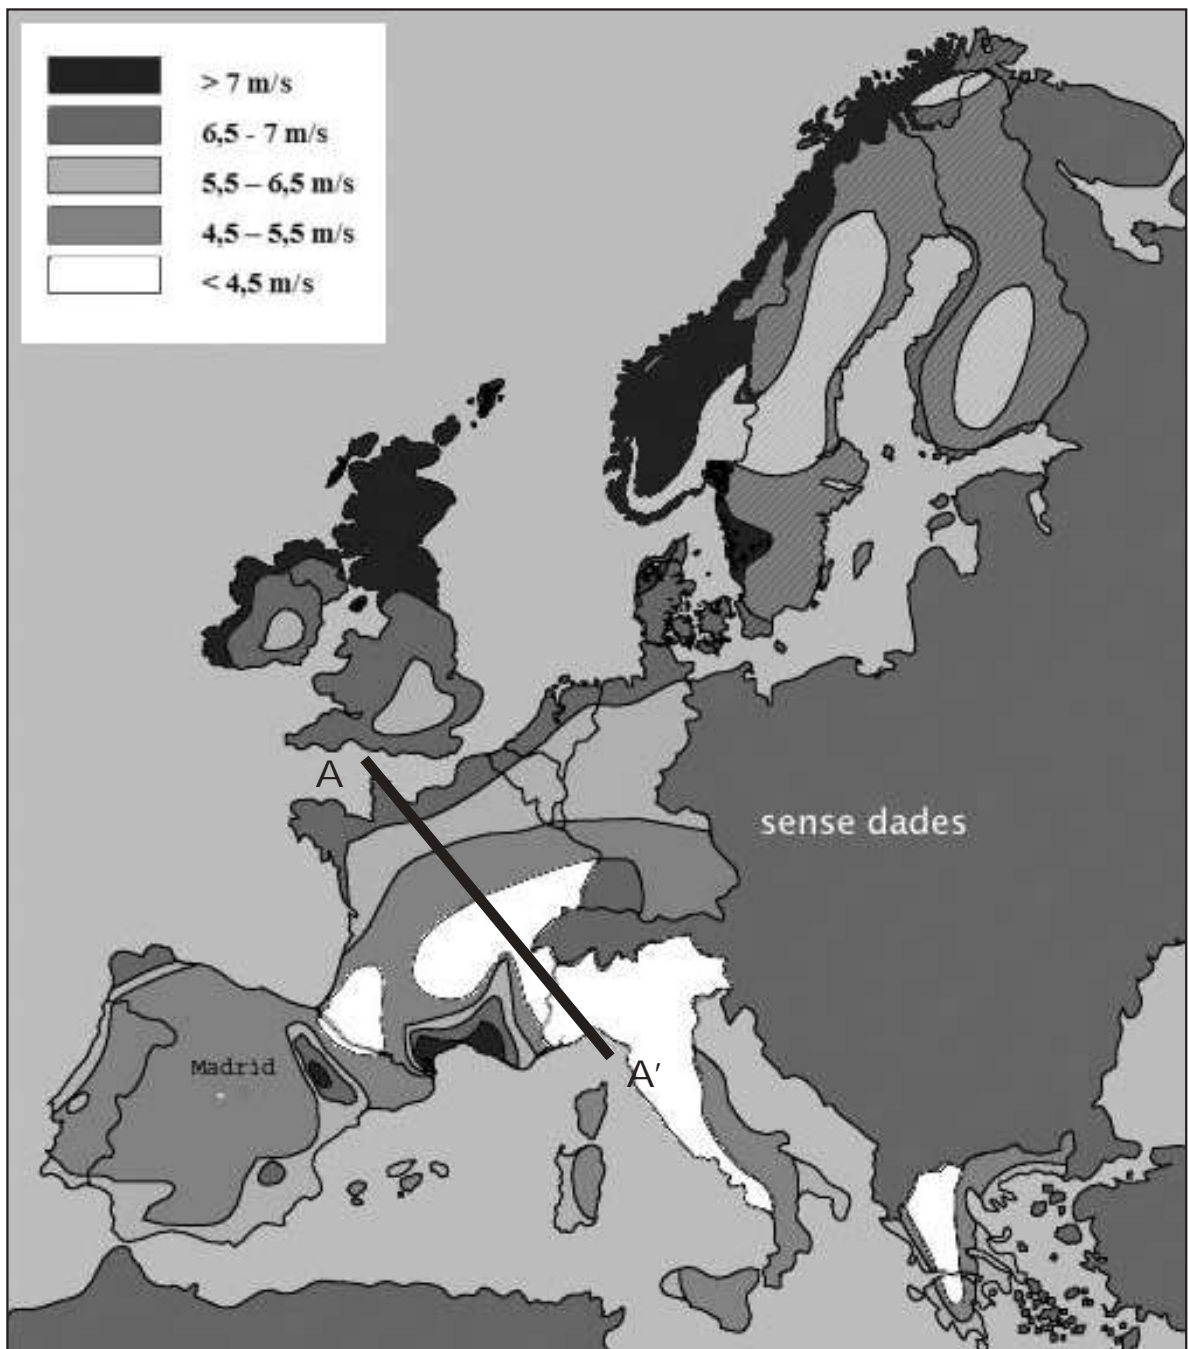 > 7 m/s
6,5 - 7 m/s
5,5 – 6,5 m/s
4,5 – 5,5 m/s
< 4,5 m/s
A
sense dades
Madrid
A′